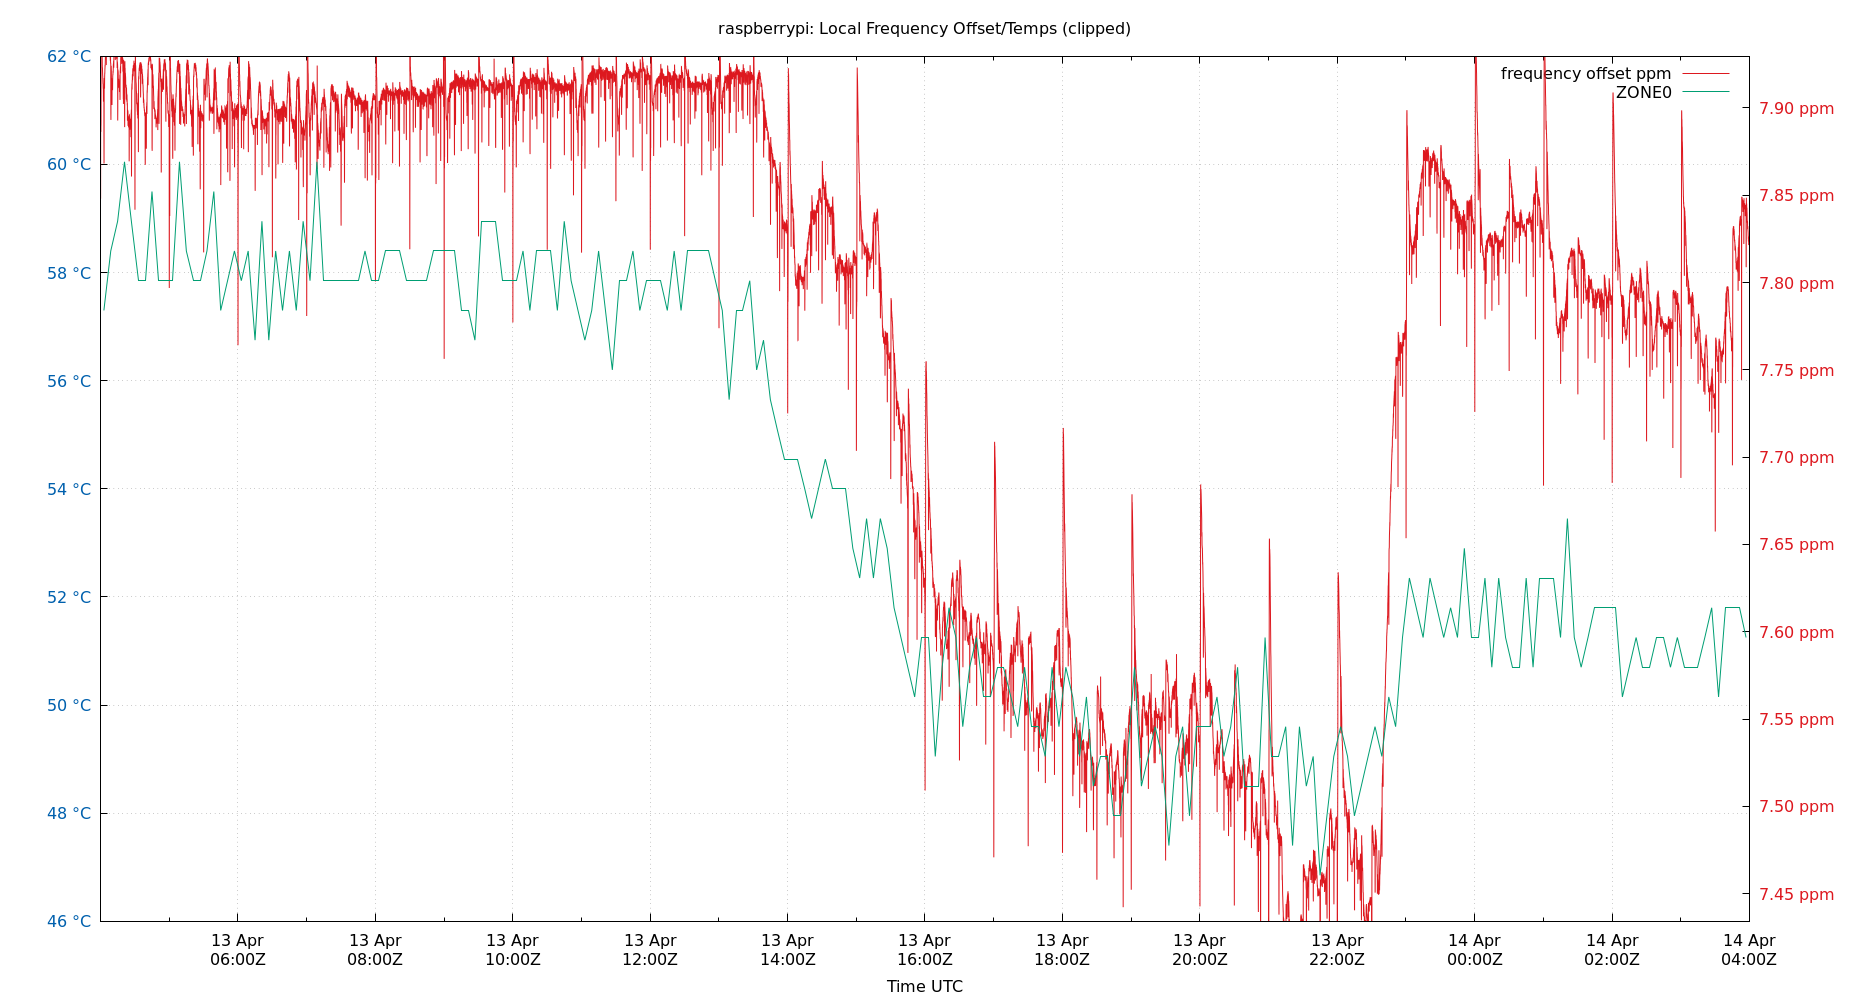 raspberrypi: Local Frequency Offset/Temps (clipped)
frequency offset ppm
ZONE0
62 °C
60 °C
58 °C
56 °C
54 °C
52 °C
50 °C
48 °C
46 °C
7.90 ppm
7.85 ppm
7.80 ppm
7.75 ppm
7.70 ppm
7.65 ppm
7.60 ppm
7.55 ppm
7.50 ppm
7.45 ppm
13 Apr
06:00Z
13 Apr
08:00Z
13 Apr
10:00Z
13 Apr
12:00Z
13 Apr
14:00Z
13 Apr
16:00Z
13 Apr
18:00Z
13 Apr
20:00Z
13 Apr
22:00Z
14 Apr
00:00Z
14 Apr
02:00Z
14 Apr
04:00Z
Time UTC